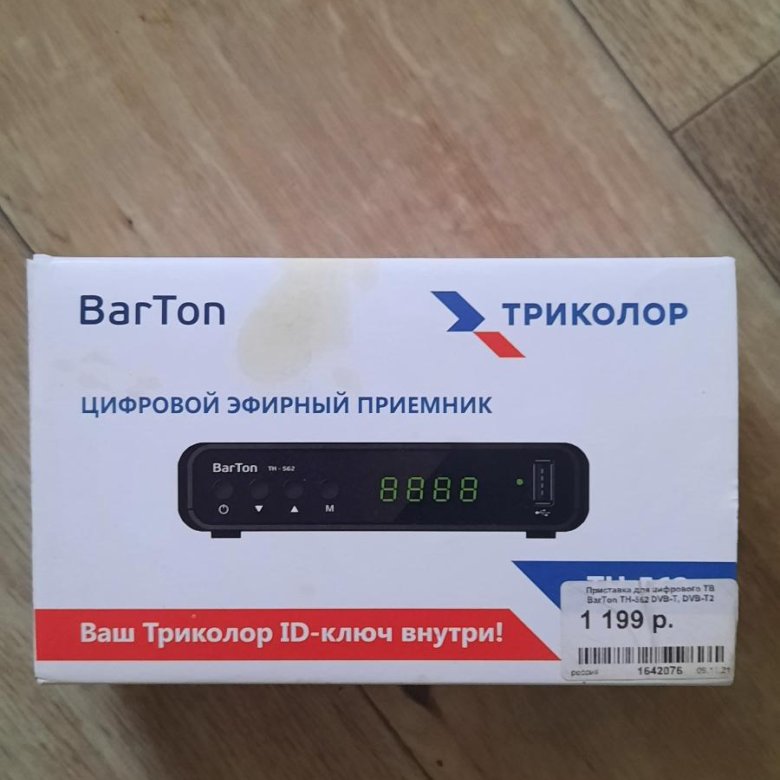 BarTon
ТРИКОЛОР
ЦИФРОВОЙ ЭФИРНЫЙ ПРИЕМНИК
BarTon TH - 562
8888
M
Приставка для цифрового ТВ
BarTon TH-562 DVB-T, DVB-T2
1 199 р.
Ваш Триколор ID-ключ внутри!
россия 1642076